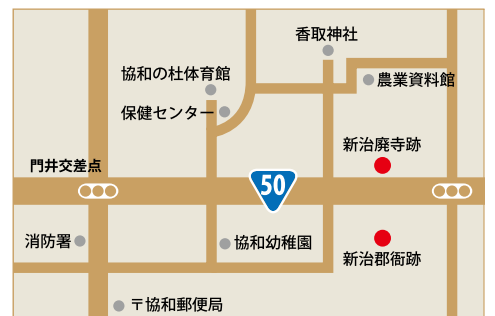 香取神社
協和の杜体育館
農業資料館
保健センター
新治廃寺跡
門井交差点
50
消防署
協和幼稚園
新治郡衙跡
〒協和郵便局